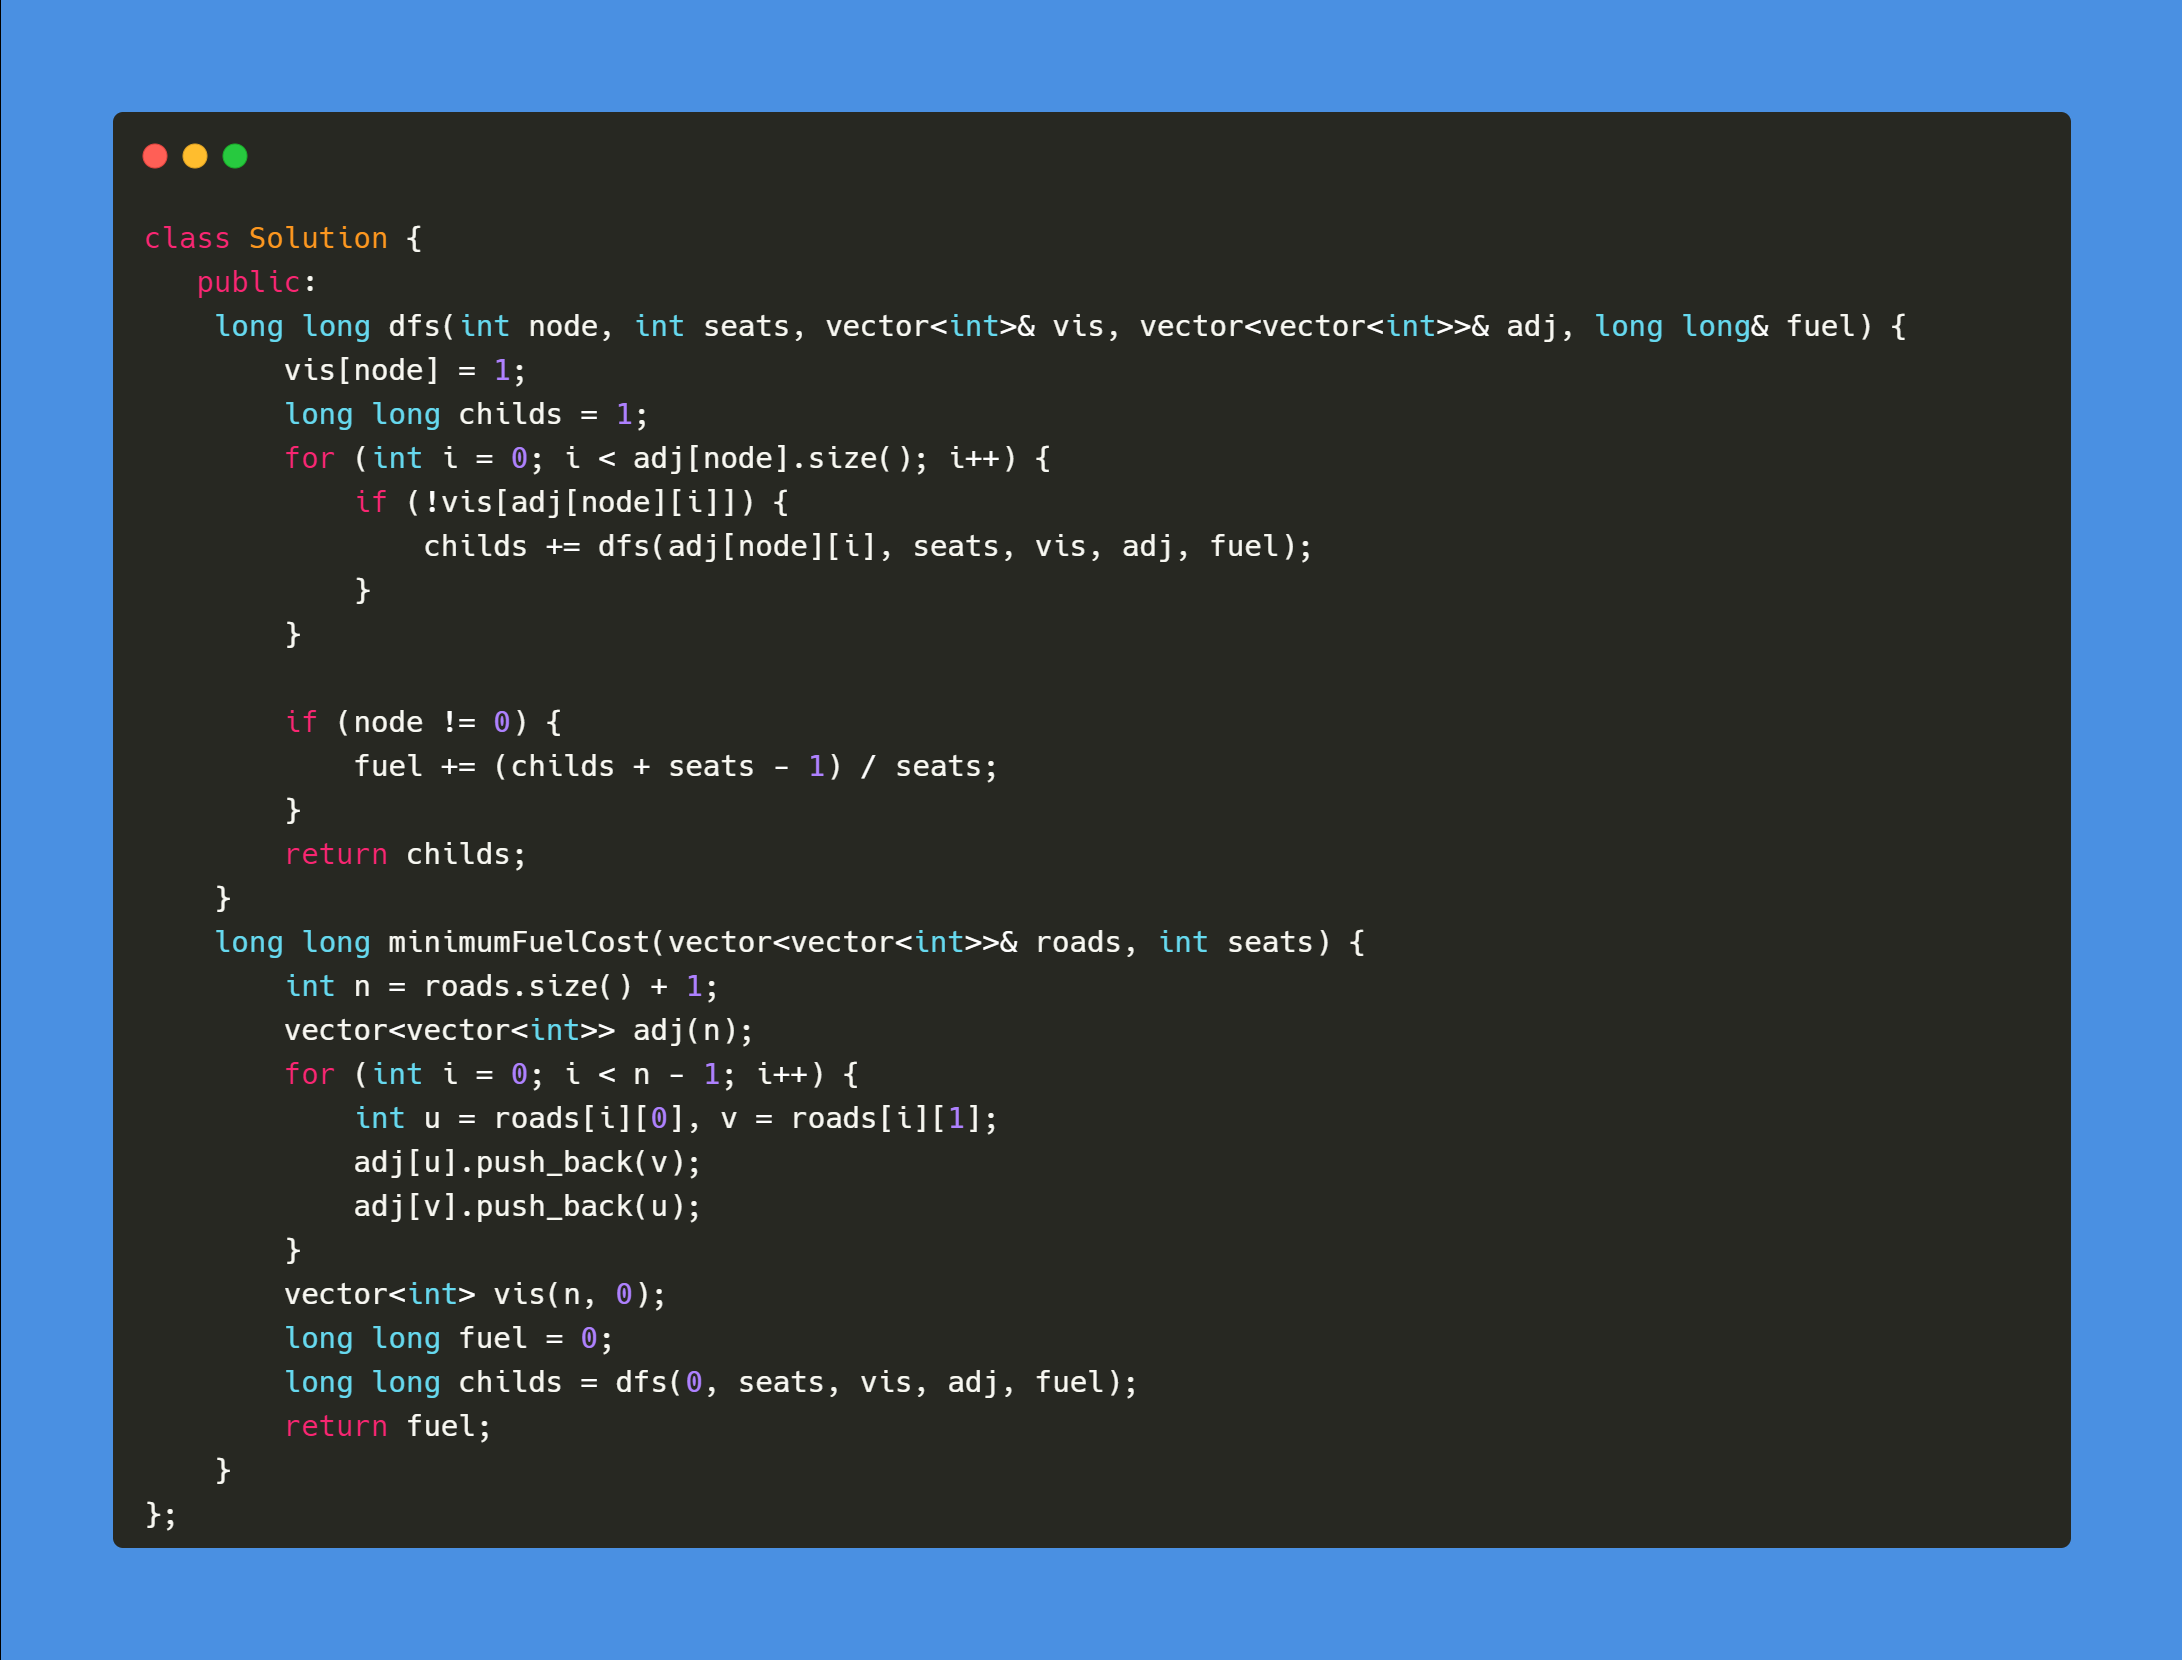 class Solution {
   public:
    long long dfs(int node, int seats, vector<int>& vis, vector<vector<int>>& adj, long long& fuel) {
        vis[node] = 1;
        long long childs = 1;
        for (int i = 0; i < adj[node].size(); i++) {
            if (!vis[adj[node][i]]) {
                childs += dfs(adj[node][i], seats, vis, adj, fuel);
            }
        }

        if (node != 0) {
            fuel += (childs + seats - 1) / seats;
        }
        return childs;
    }
    long long minimumFuelCost(vector<vector<int>>& roads, int seats) {
        int n = roads.size() + 1;
        vector<vector<int>> adj(n);
        for (int i = 0; i < n - 1; i++) {
            int u = roads[i][0], v = roads[i][1];
            adj[u].push_back(v);
            adj[v].push_back(u);
        }
        vector<int> vis(n, 0);
        long long fuel = 0;
        long long childs = dfs(0, seats, vis, adj, fuel);
        return fuel;
    }
};